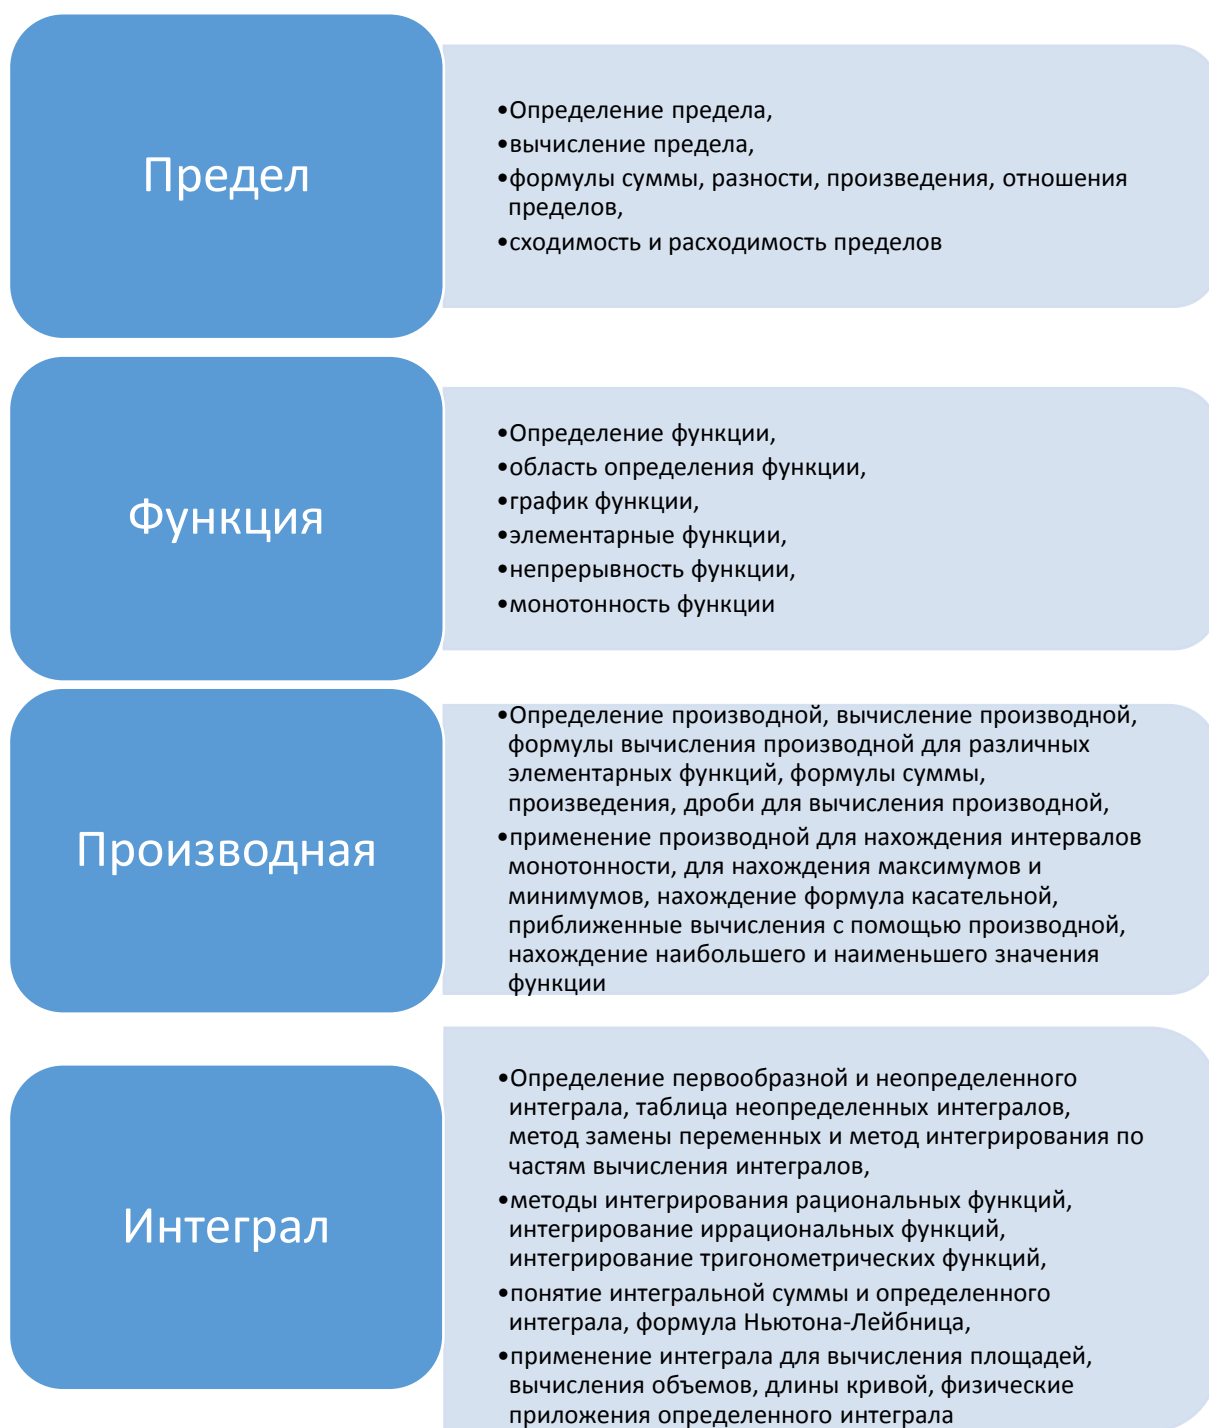 Предел
•Определение предела,
•вычисление предела,
•формулы суммы, разности, произведения, отношения
пределов,
•сходимость и расходимость пределов
Функция
•Определение функции,
•область определения функции,
•график функции,
•элементарные функции,
•непрерывность функции,
•монотонность функции
Производная
•Определение производной, вычисление производной,
формулы вычисления производной для различных
элементарных функций, формулы суммы,
произведения, дроби для вычисления производной,
•применение производной для нахождения интервалов
монотонности, для нахождения максимумов и
минимумов, нахождение формула касательной,
приближенные вычисления с помощью производной,
нахождение наибольшего и наименьшего значения
функции
Интеграл
•Определение первообразной и неопределенного
интеграла, таблица неопределенных интегралов,
метод замены переменных и метод интегрирования по
частям вычисления интегралов,
•методы интегрирования рациональных функций,
интегрирование иррациональных функций,
интегрирование тригонометрических функций,
•понятие интегральной суммы и определенного
интеграла, формула Ньютона-Лейбница,
•применение интеграла для вычисления площадей,
вычисления объемов, длины кривой, физические
приложения определенного интеграла